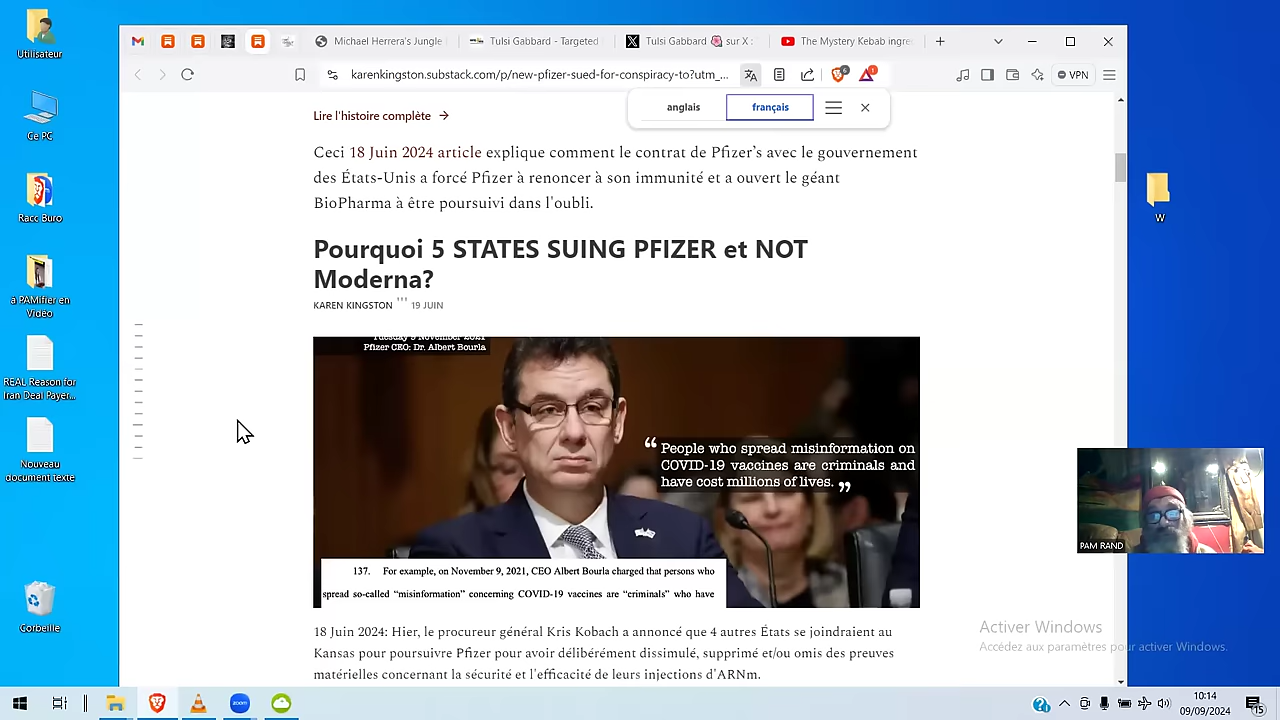 Utilisateur
Ce PC
Racc Buro
à PAMifier en
Vidéo
REAL Reason for
Iran Deal Payer...
Nouveau
document texte
Corbeille
Michael Herrera's Jungle
Tulsi Gabbard - Targeted
Tulsi Gabbard 🌺 sur X :
The Mystery Kebab ingre
karenkingston.substack.com/p/new-pfizer-sued-for-conspiracy-to?utm_...
6
1
VPN
anglais
français
Lire l'histoire complète →
Ceci 18 Juin 2024 article explique comment le contrat de Pfizer’s avec le gouvernement
des États-Unis a forcé Pfizer à renoncer à son immunité et a ouvert le géant
BioPharma à être poursuivi dans l'oubli.
Pourquoi 5 STATES SUING PFIZER et NOT
Moderna?
KAREN KINGSTON ''' 19 JUIN
Tuesday 9 November 2021
Pfizer CEO; Dr. Albert Bourla
“ People who spread misinformation on
COVID-19 vaccines are criminals and
have cost millions of lives. ”
137. For example, on November 9, 2021, CEO Albert Bourla charged that persons who
spread so-called “misinformation” concerning COVID-19 vaccines are “criminals” who have
18 Juin 2024: Hier, le procureur général Kris Kobach a annoncé que 4 autres États se joindraient au
Kansas pour poursuivre Pfizer pour avoir délibérément dissimulé, supprimé et/ou omis des preuves
matérielles concernant la sécurité et l'efficacité de leurs injections d'ARNm.
W
PAM RAND
Activer Windows
Accédez aux paramètres pour activer Windows.
zoom
10:14
09/09/2024
15